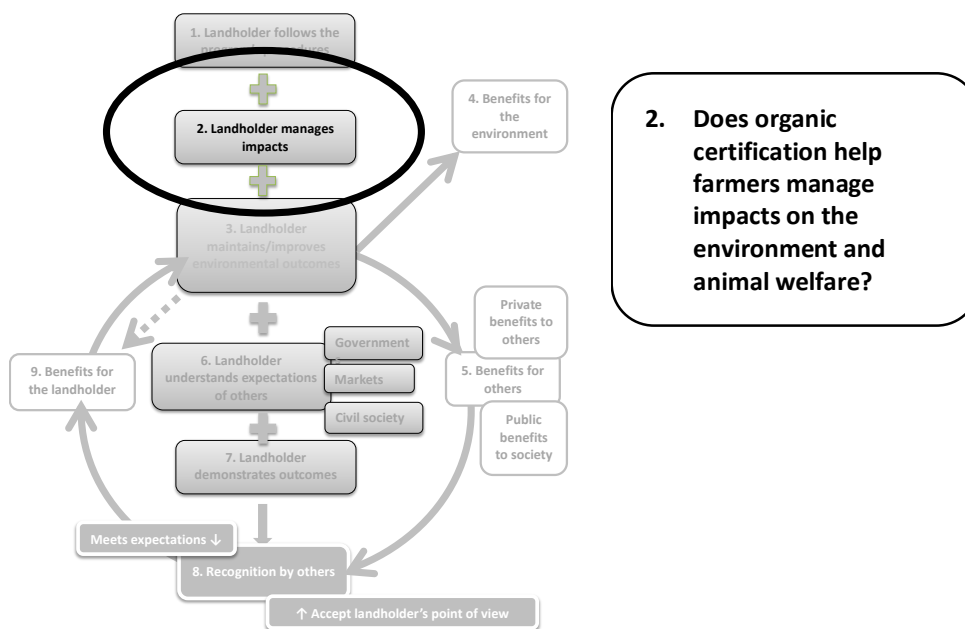 1. Landholder follows the
2. Landholder manages
impacts
4. Benefits for
the
environment
3. Landholder
maintains/improves
environmental outcomes
Government
6. Landholder
understands expectations
of others
Markets
Civil society
7. Landholder
demonstrates outcomes
Private
benefits to
others
5. Benefits for
others
Public
benefits
to society
9. Benefits for
the landholder
Meets expectations ↓
8. Recognition by others
↑ Accept landholder's point of view
2. Does organic
certification help
farmers manage
impacts on the
environment and
animal welfare?